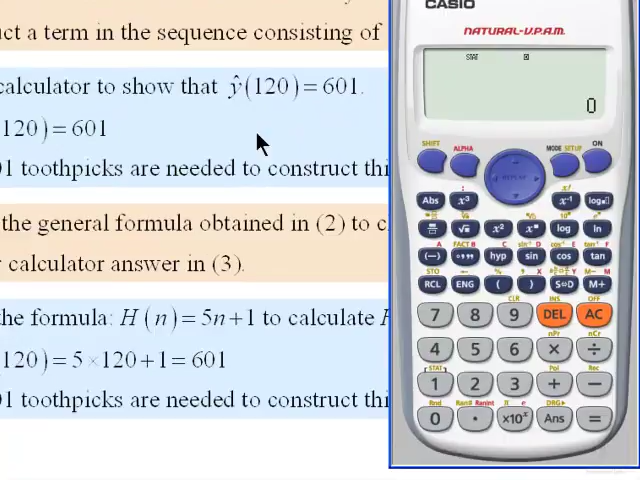 uct a term in the sequence consisting of
calculator to show that ŷ(120) = 601.
120) = 601
01 toothpicks are needed to construct thi
the general formula obtained in (2) to c
r calculator answer in (3).
the formula: H(n) = 5n+1 to calculate
120) = 5×120+1 = 601
01 toothpicks are needed to construct thi
CASIO
NATURAL-V.P.A.M.
STAT
0
SHIFT ALPHA REPLAY MODE SETUP ON
Abs x³ x⁻¹ log
x² log ln
(−) hyp sin cos tan
RCL ENG ( ) S⇔D M+
7 8 9 DEL AC
4 5 6 × ÷
1 2 3 + −
0 . ×10ˣ Ans =